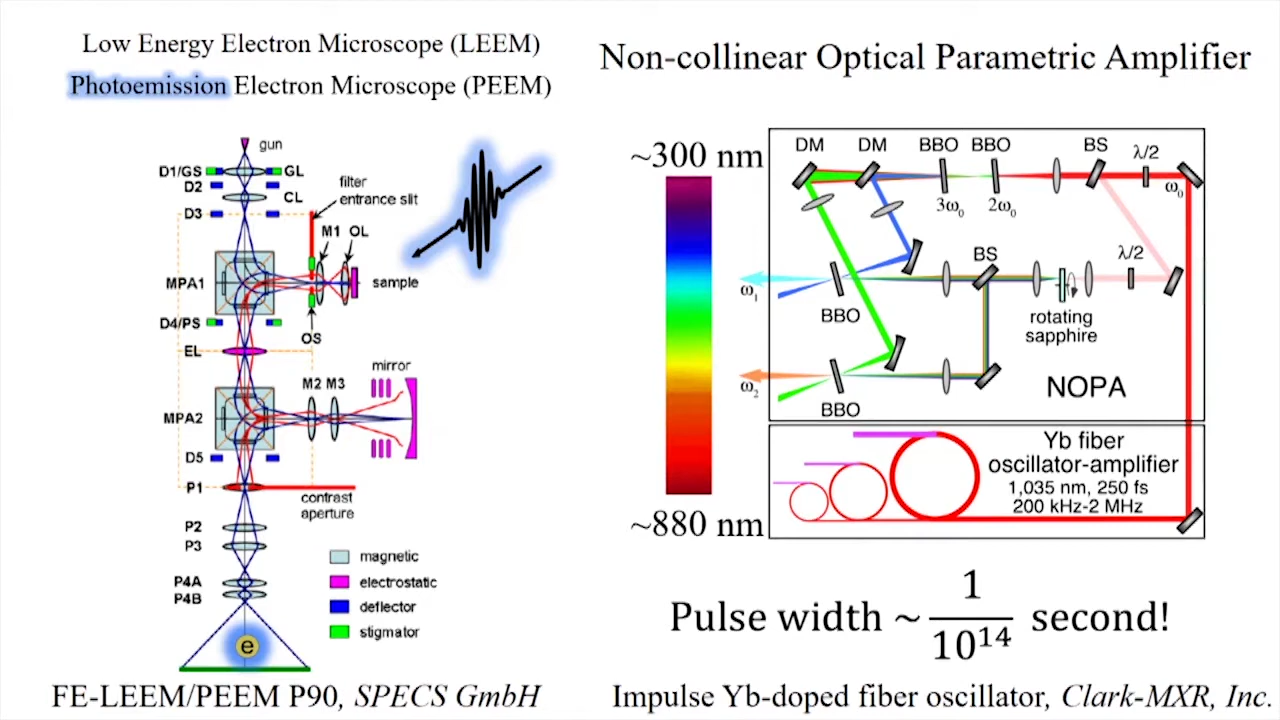 Low Energy Electron Microscope (LEEM)
Photoemission Electron Microscope (PEEM)
gun
D1/GS
GL
D2
CL
D3
filter
entrance slit
M1 OL
MPA1
sample
D4/PS
OS
EL
mirror
M2 M3
MPA2
D5
P1
contrast
aperture
P2
P3
P4A
P4B
magnetic
electrostatic
deflector
stigmator
e
FE-LEEM/PEEM P90, SPECS GmbH
Non-collinear Optical Parametric Amplifier
~300 nm
~880 nm
DM DM BBO BBO BS λ/2
ω₀
3ω₀ 2ω₀
BS
λ/2
ω₁
BBO
rotating
sapphire
ω₂
BBO
NOPA
Yb fiber
oscillator-amplifier
1,035 nm, 250 fs
200 kHz-2 MHz
Pulse width ~ 1/10¹⁴ second!
Impulse Yb-doped fiber oscillator, Clark-MXR, Inc.